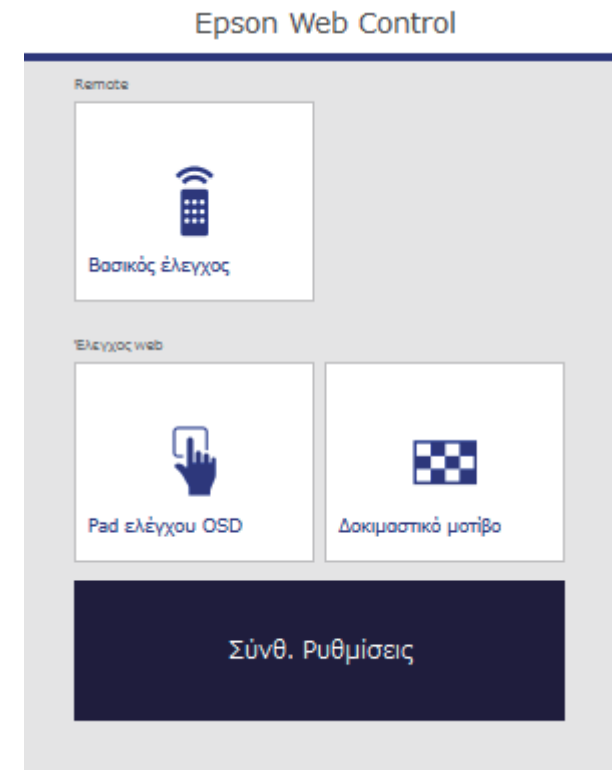 Epson Web Control
Remote
Βασικός έλεγχος
Έλεγχος web
Pad ελέγχου OSD
Δοκιμαστικό μοτίβο
Σύνθ. Ρυθμίσεις